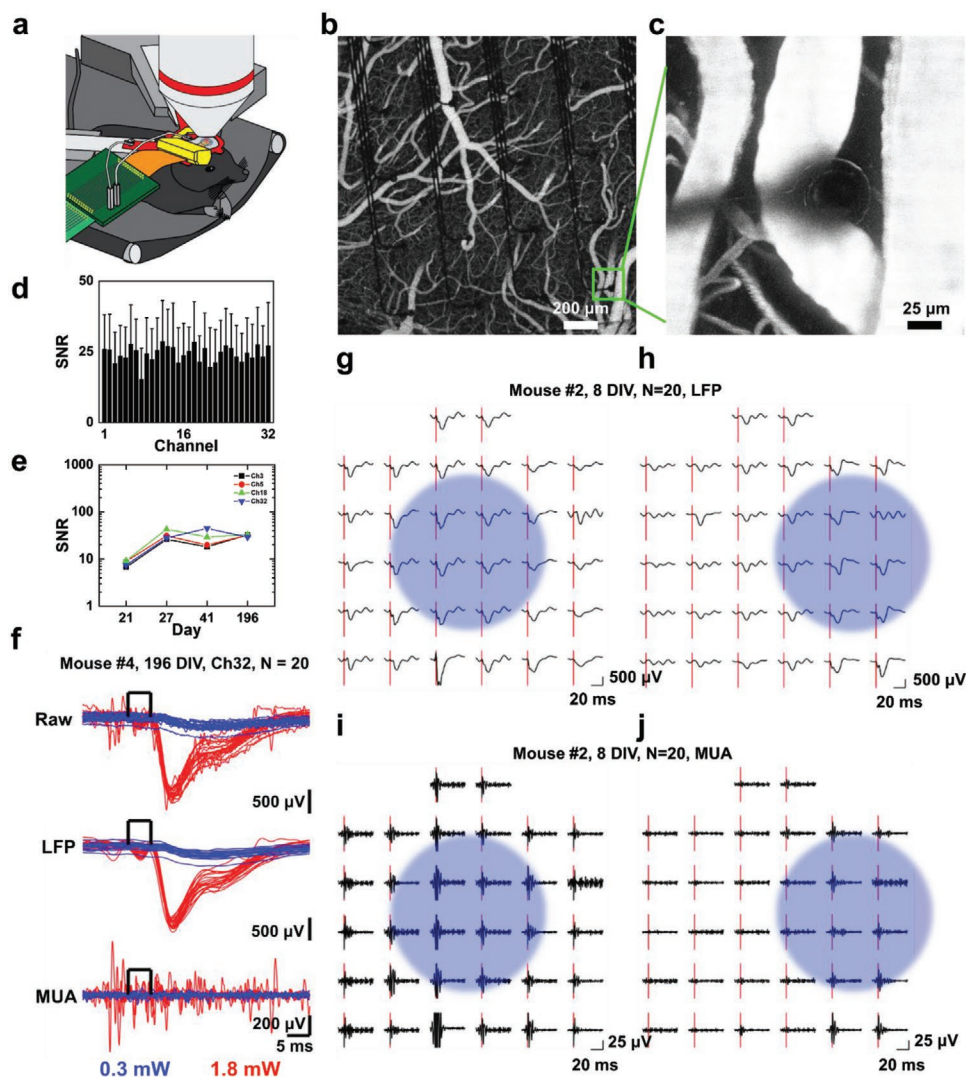 a
b
c
200 µm
25 µm
d
50
25
0
SNR
1
16
32
Channel
e
1000
100
10
1
SNR
Ch3
Ch5
Ch18
Ch32
21
27
41
196
Day
f
Mouse #4, 196 DIV, Ch32, N = 20
Raw
500 µV
LFP
500 µV
MUA
200 µV
5 ms
0.3 mW
1.8 mW
g
h
Mouse #2, 8 DIV, N=20, LFP
500 µV
20 ms
500 µV
20 ms
i
j
Mouse #2, 8 DIV, N=20, MUA
25 µV
20 ms
25 µV
20 ms